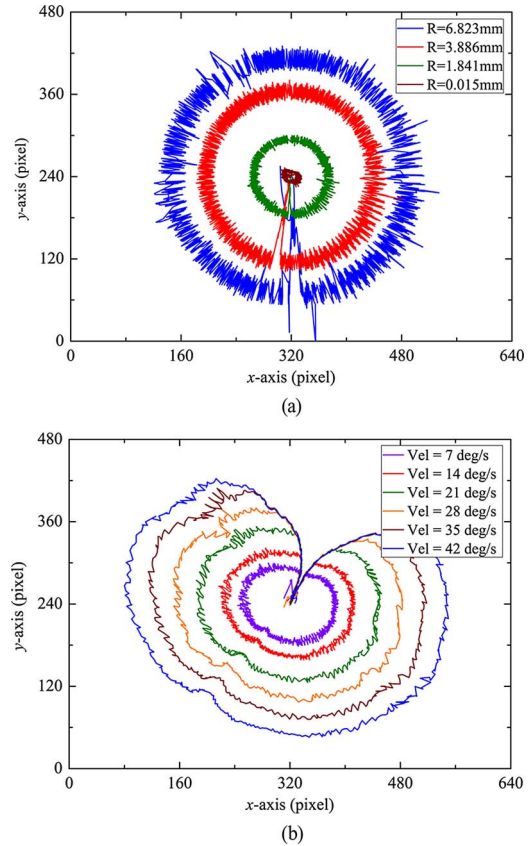 480
R=6.823mm
R=3.886mm
R=1.841mm
R=0.015mm
360
240
120
0
y-axis (pixel)
0 160 320 480 640
x-axis (pixel)
(a)
480
Vel = 7 deg/s
Vel = 14 deg/s
Vel = 21 deg/s
Vel = 28 deg/s
Vel = 35 deg/s
Vel = 42 deg/s
360
240
120
0
y-axis (pixel)
0 160 320 480 640
x-axis (pixel)
(b)